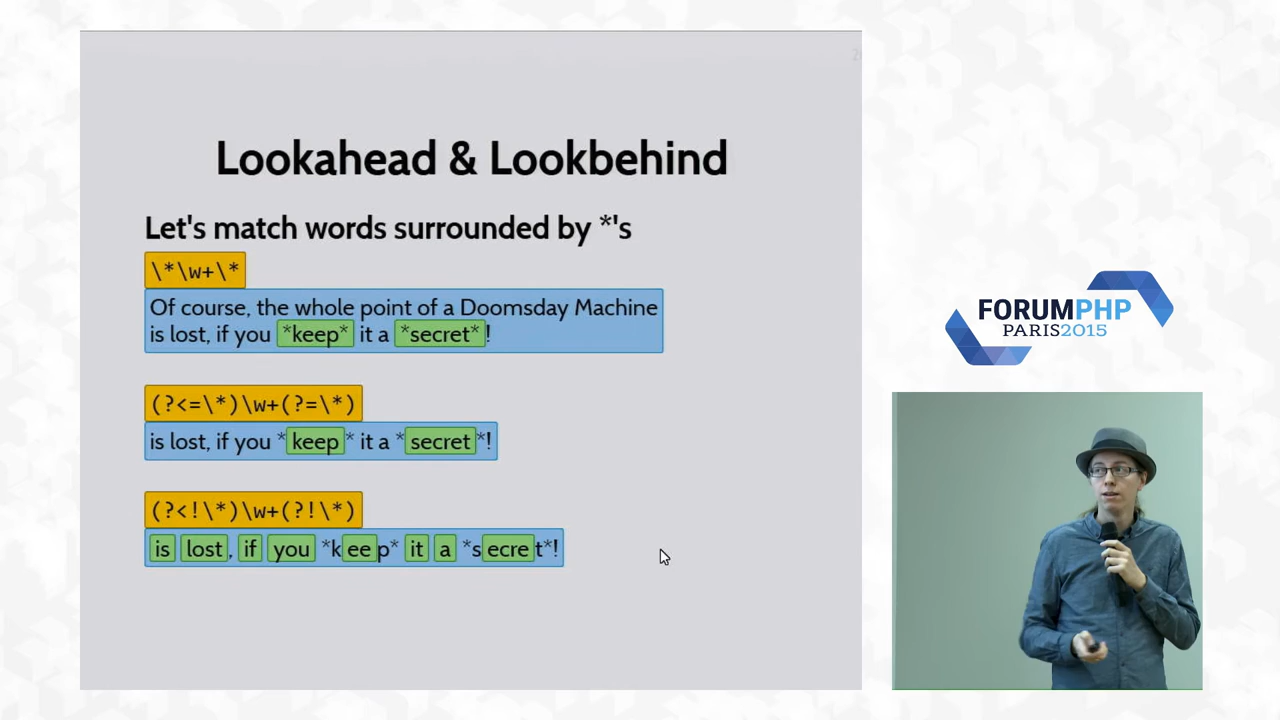 Lookahead & Lookbehind
Let's match words surrounded by *'s
\*\w+\*
Of course, the whole point of a Doomsday Machine
is lost, if you *keep* it a *secret*!
(?<=\*)\w+(?=\*)
is lost, if you *keep* it a *secret*!
(?<!\*)\w+(?!\*)
is lost, if you *keep* it a *secret*!
FORUMPHP
PARIS2015